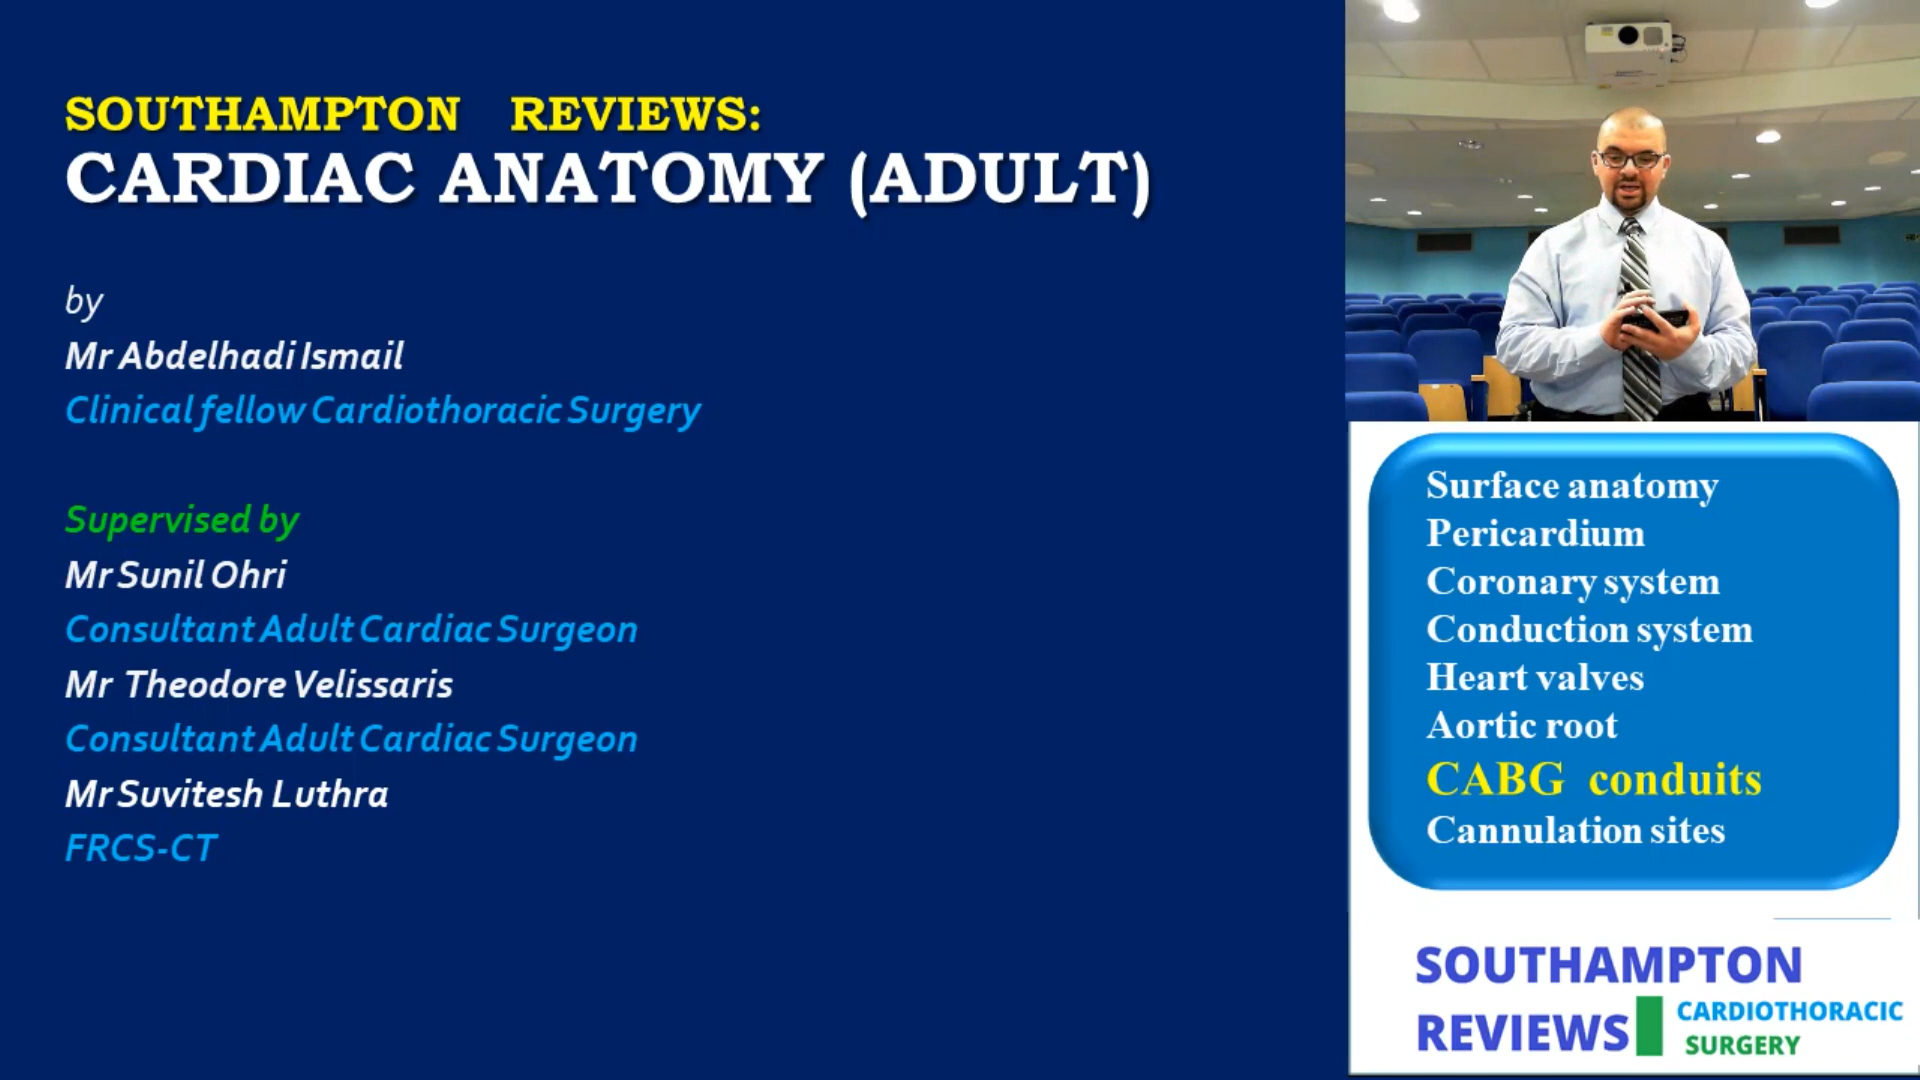 SOUTHAMPTON REVIEWS:
CARDIAC ANATOMY (ADULT)
by
Mr Abdelhadi Ismail
Clinical fellow Cardiothoracic Surgery
Supervised by
Mr Sunil Ohri
Consultant Adult Cardiac Surgeon
Mr Theodore Velissaris
Consultant Adult Cardiac Surgeon
Mr Suvitesh Luthra
FRCS-CT
Surface anatomy
Pericardium
Coronary system
Conduction system
Heart valves
Aortic root
CABG conduits
Cannulation sites
SOUTHAMPTON
REVIEWS
CARDIOTHORACIC
SURGERY